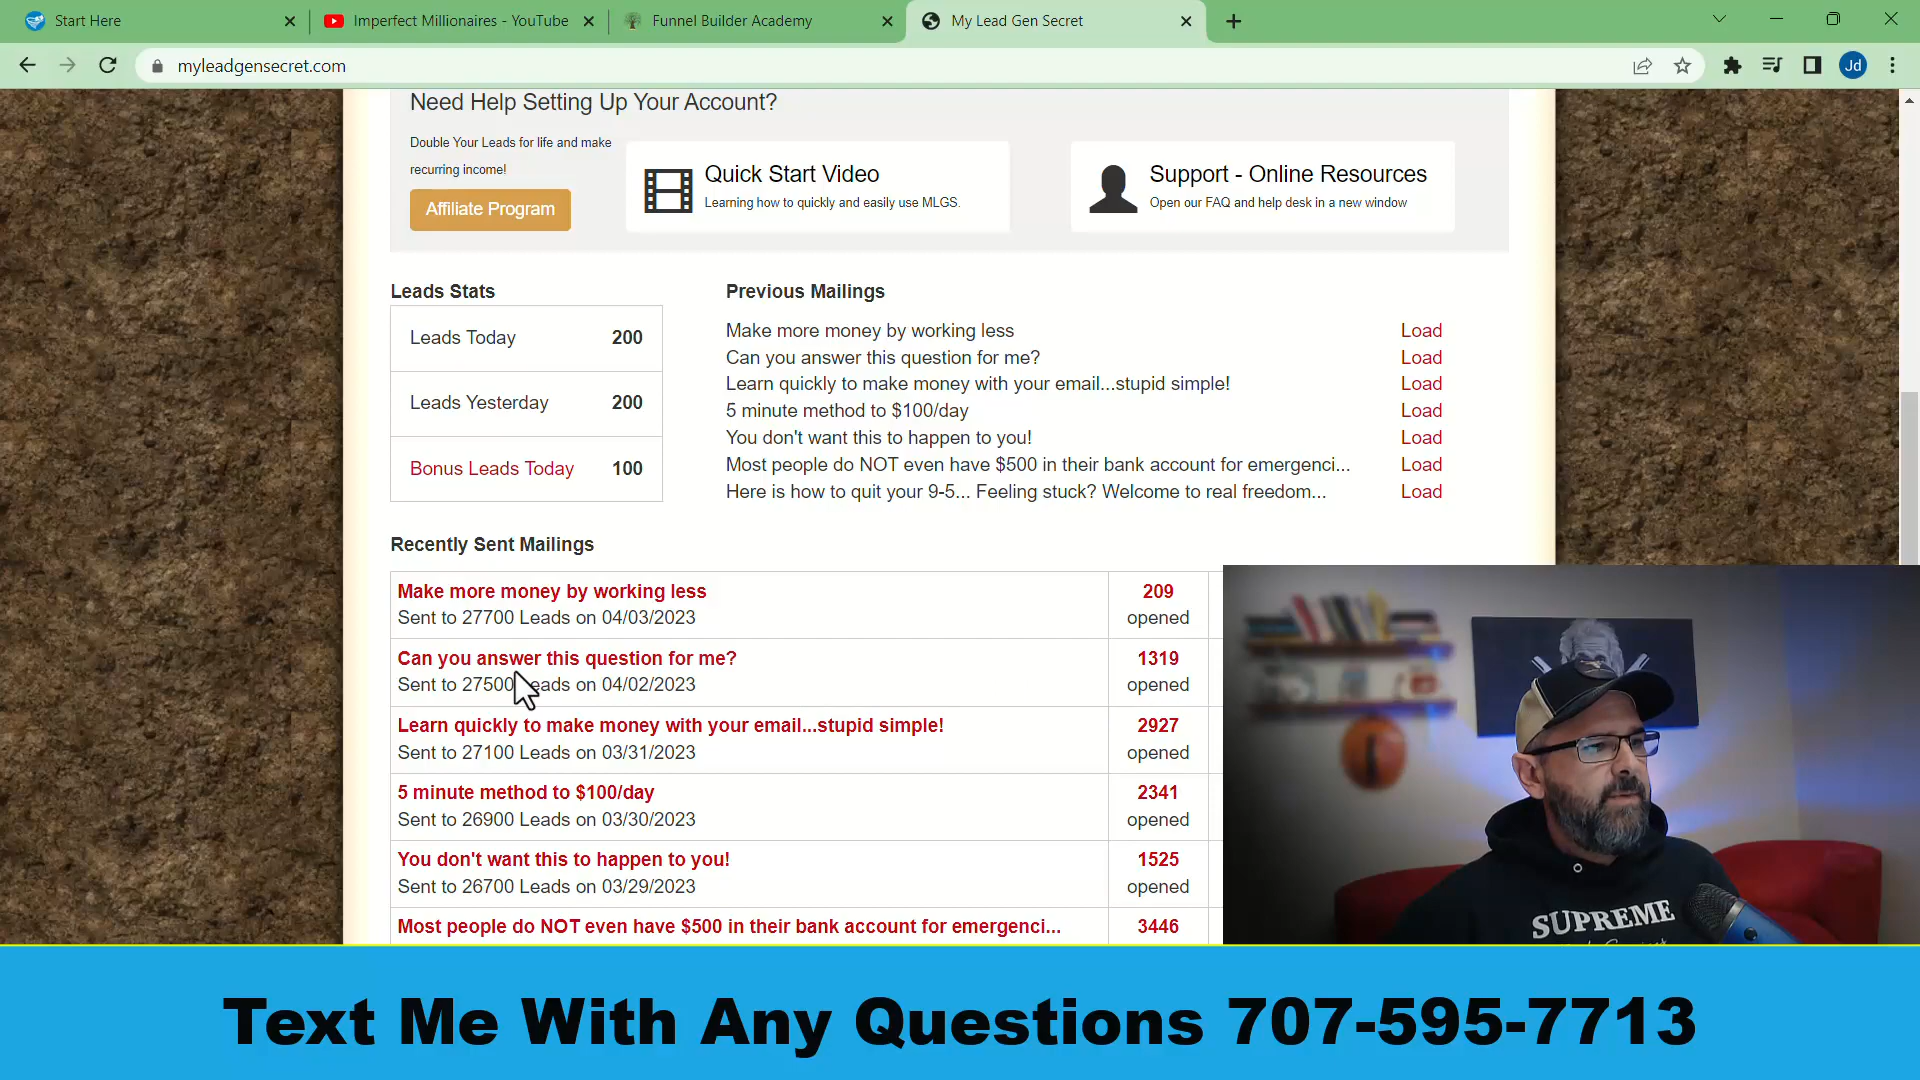 Start Here
Imperfect Millionaires - YouTube
Funnel Builder Academy
My Lead Gen Secret
myleadgensecret.com
Jd
Need Help Setting Up Your Account?
Double Your Leads for life and make
recurring income!
Affiliate Program
Quick Start Video
Learning how to quickly and easily use MLGS.
Support - Online Resources
Open our FAQ and help desk in a new window
Leads Stats
Leads Today 200
Leads Yesterday 200
Bonus Leads Today 100
Previous Mailings
Make more money by working less Load
Can you answer this question for me? Load
Learn quickly to make money with your email...stupid simple! Load
5 minute method to $100/day Load
You don't want this to happen to you! Load
Most people do NOT even have $500 in their bank account for emergenci... Load
Here is how to quit your 9-5... Feeling stuck? Welcome to real freedom... Load
Recently Sent Mailings
Make more money by working less 209
Sent to 27700 Leads on 04/03/2023 opened
Can you answer this question for me? 1319
Sent to 27500 Leads on 04/02/2023 opened
Learn quickly to make money with your email...stupid simple! 2927
Sent to 27100 Leads on 03/31/2023 opened
5 minute method to $100/day 2341
Sent to 26900 Leads on 03/30/2023 opened
You don't want this to happen to you! 1525
Sent to 26700 Leads on 03/29/2023 opened
Most people do NOT even have $500 in their bank account for emergenci... 3446
SUPREME
Text Me With Any Questions 707-595-7713